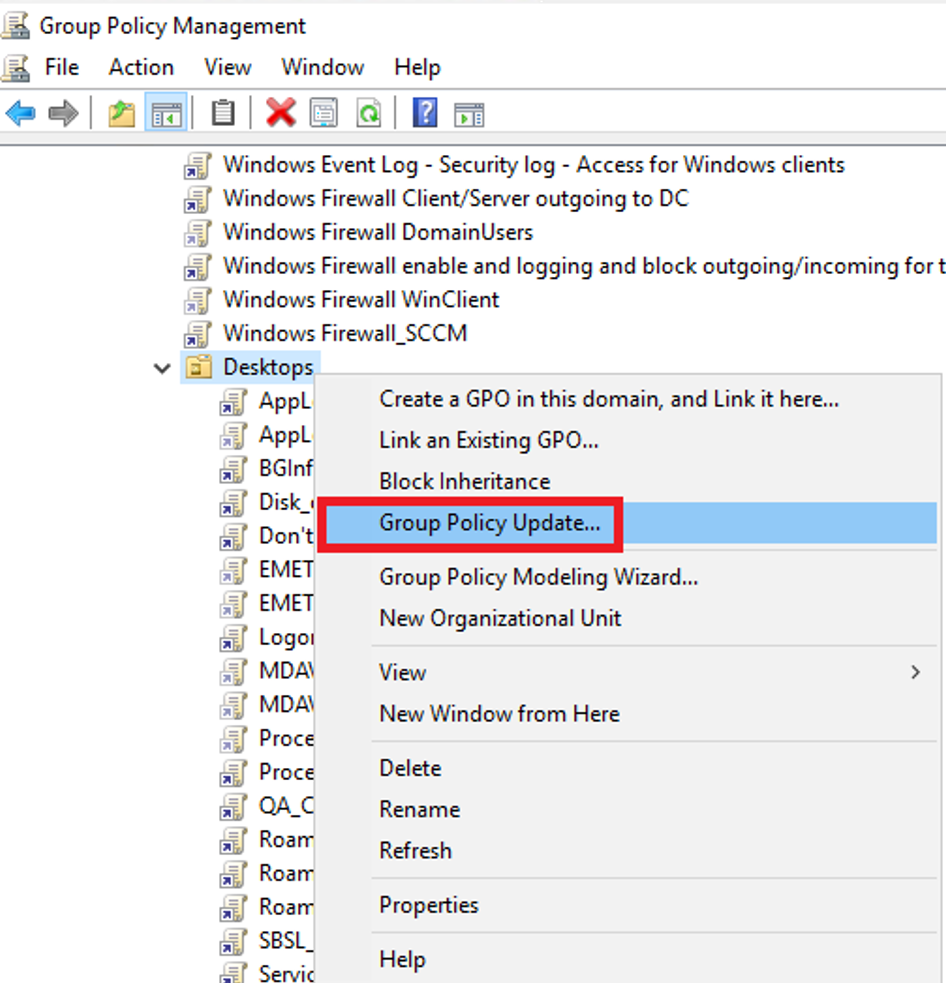 Group Policy Management
File Action View Window Help
Windows Event Log - Security log - Access for Windows clients
Windows Firewall Client/Server outgoing to DC
Windows Firewall DomainUsers
Windows Firewall enable and logging and block outgoing/incoming for t
Windows Firewall WinClient
Windows Firewall_SCCM
Desktops
AppL
AppL
BGInf
Disk_
Don't
EMET
EMET
Logo
MDAV
MDAV
Proce
Proce
QA_C
Roam
Roam
Roam
SBSL_
Servic
Create a GPO in this domain, and Link it here...
Link an Existing GPO...
Block Inheritance
Group Policy Update...
Group Policy Modeling Wizard...
New Organizational Unit
View
New Window from Here
Delete
Rename
Refresh
Properties
Help